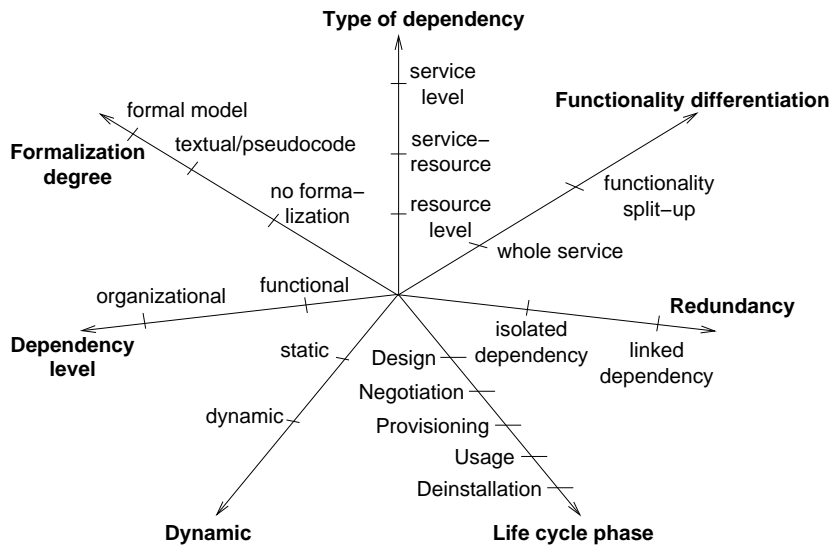 Type of dependency
service
level
service–
resource
resource
level
Functionality differentiation
functionality
split–up
whole service
formal model
textual/pseudocode
Formalization
degree
no forma–
lization
organizational
functional
Dependency
level
Redundancy
isolated
dependency
linked
dependency
static
dynamic
Dynamic
Design
Negotiation
Provisioning
Usage
Deinstallation
Life cycle phase